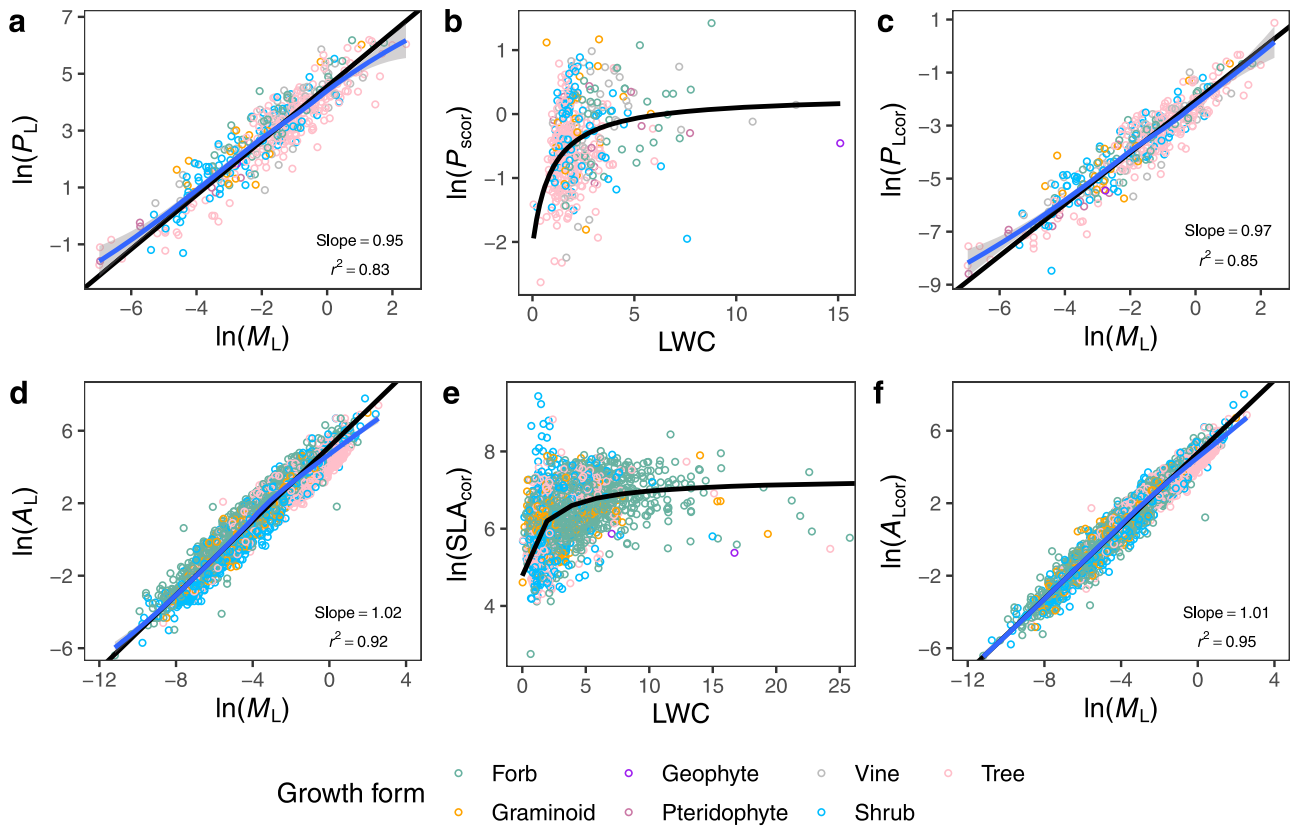 a
7
5
3
1
−1
ln(P_L)
−6 −4 −2 0 2
ln(M_L)
Slope = 0.95
r² = 0.83
b
1
0
−1
−2
ln(P_scor)
0 5 10 15
LWC
c
1
−1
−3
−5
−7
−9
ln(P_Lcor)
−6 −4 −2 0 2
ln(M_L)
Slope = 0.97
r² = 0.85
d
6
2
−2
−6
ln(A_L)
−12 −8 −4 0 4
ln(M_L)
Slope = 1.02
r² = 0.92
e
8
6
4
ln(SLA_cor)
0 5 10 15 20 25
LWC
f
6
2
−2
−6
ln(A_Lcor)
−12 −8 −4 0 4
ln(M_L)
Slope = 1.01
r² = 0.95
Growth form
Forb Geophyte Vine Tree
Graminoid Pteridophyte Shrub